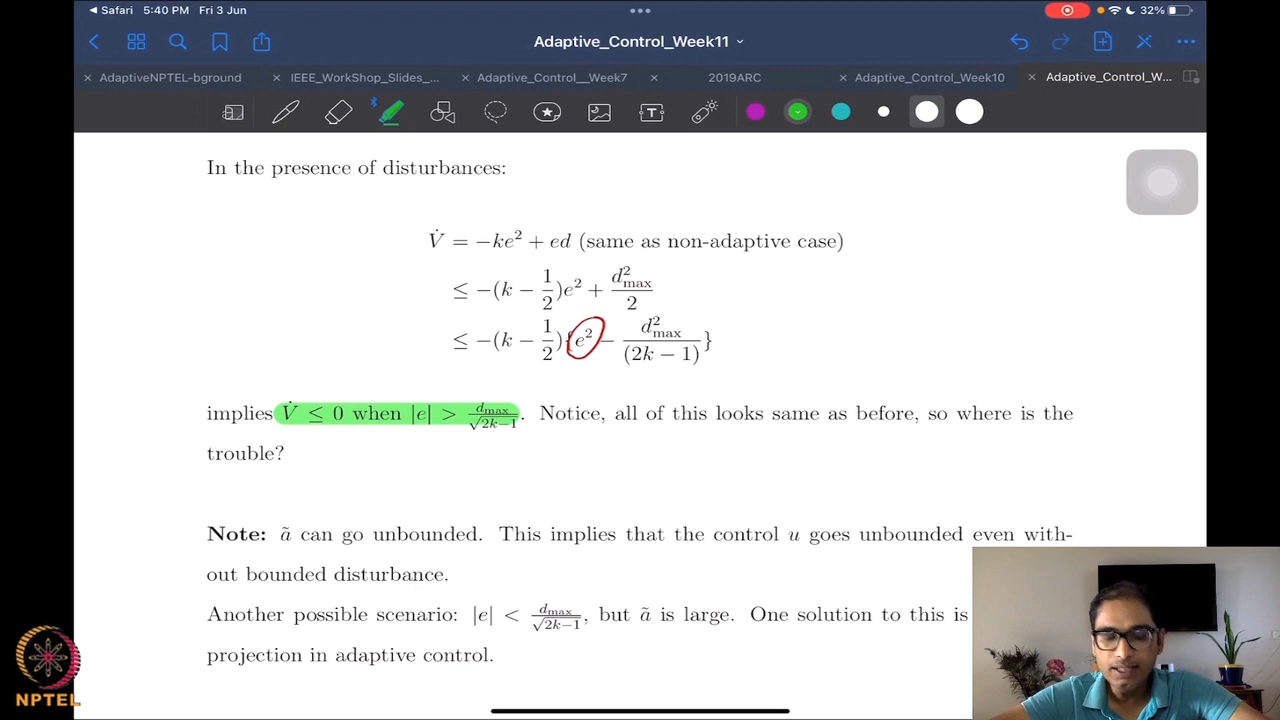 Safari 5:40 PM Fri 3 Jun 32%
Adaptive_Control_Week11
AdaptiveNPTEL-bground IEEE_WorkShop_Slides_... Adaptive_Control__Week7 2019ARC Adaptive_Control_Week10 Adaptive_Control_W...
In the presence of disturbances:
V̇ = −ke² + ed (same as non-adaptive case)
≤ −(k − 1/2)e² + d²max/2
≤ −(k − 1/2){e² − d²max/(2k − 1)}
implies V̇ ≤ 0 when |e| > dmax/√2k−1. Notice, all of this looks same as before, so where is the
trouble?
Note: ã can go unbounded. This implies that the control u goes unbounded even with-
out bounded disturbance.
Another possible scenario: |e| < dmax/√2k−1, but ã is large. One solution to this is
projection in adaptive control.
NPTEL